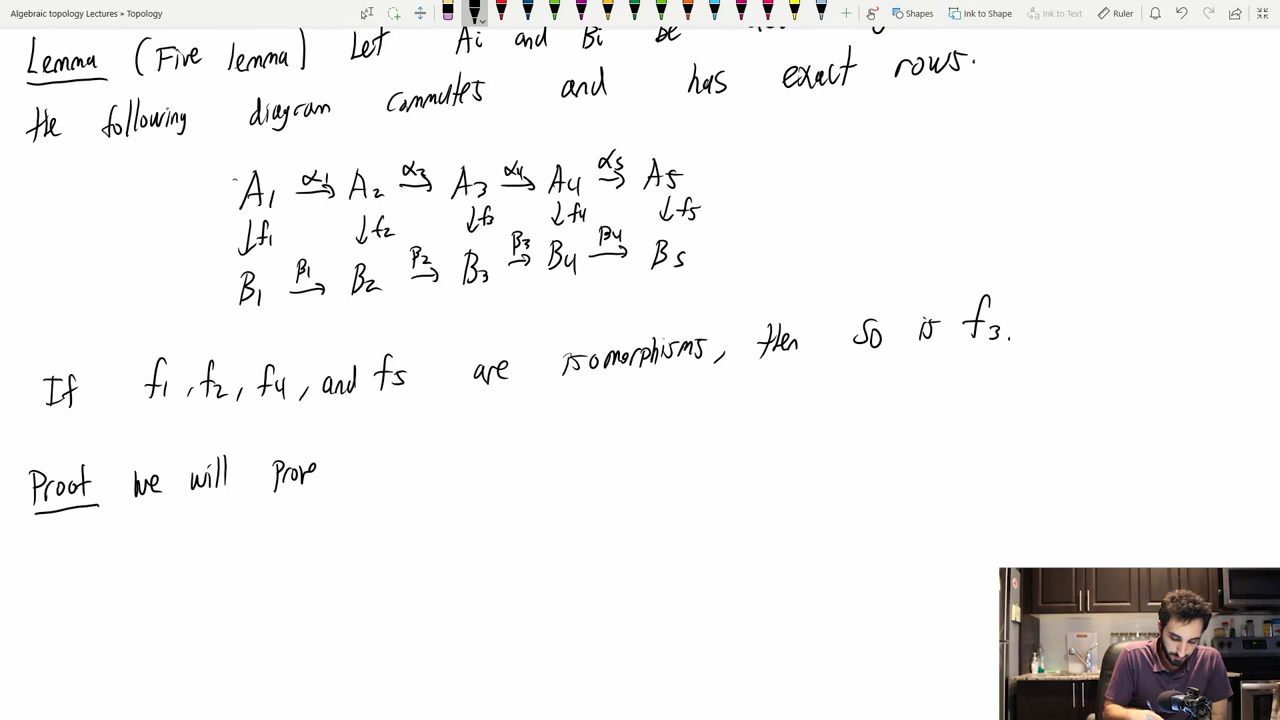 Algebraic topology Lectures » Topology
Shapes Ink to Shape Ink to Text Ruler
Lemma (Five lemma) Let Ai and Bi be
the following diagram commutes and has exact rows.
A1 α1→ A2 α3→ A3 α4→ A4 α5→ A5
↓f1 ↓f2 ↓f3 ↓f4 ↓f5
B1 β1→ B2 β2→ B3 β3→ B4 β4→ B5
If f1, f2, f4, and f5 are isomorphisms, then so is f3.
Proof we will prove